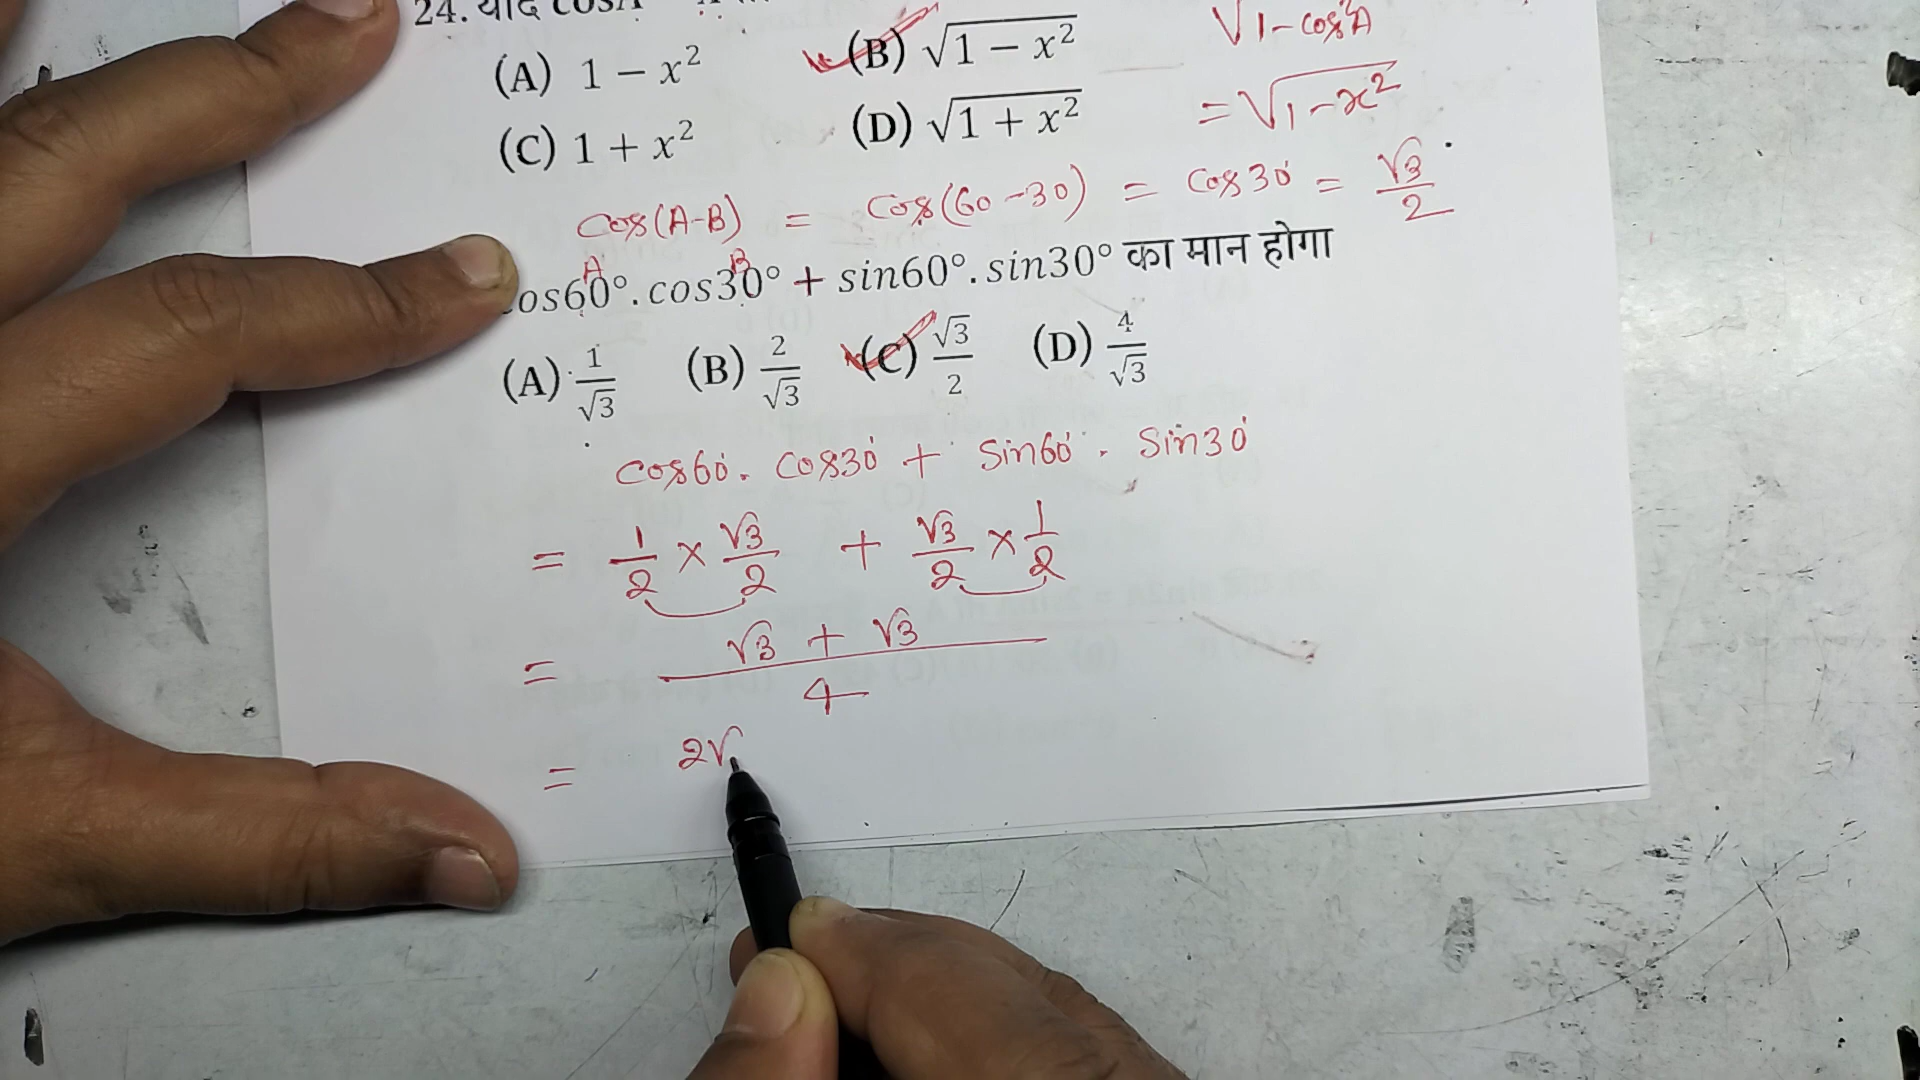 24. यदि cosA
(A) 1 − x² (B) √(1 − x²) √1-cos²A
(C) 1 + x² (D) √(1 + x²) = √1-x²
cos(A-B) = cos(60-30) = cos30° = √3/2
A B
os60°.cos30° + sin60°.sin30° का मान होगा
(A) 1/√3 (B) 2/√3 (C) √3/2 (D) 4/√3
cos60°. cos30° + sin60°. sin30°
= 1/2 × √3/2 + √3/2 × 1/2
= √3 + √3 / 4
= 2√